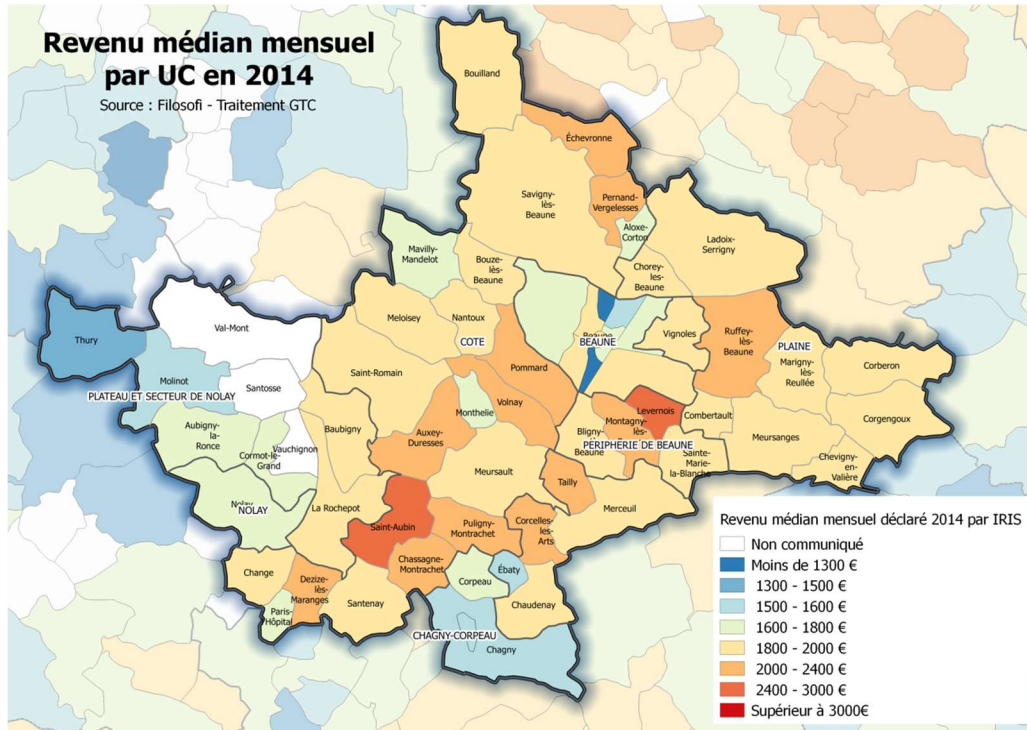 Revenu médian mensuel
par UC en 2014
Source : Filosofi - Traitement GTC
Bouilland
Échevronne
Savigny-
lès-
Beaune
Pernand-
Vergelesses
Aloxe-
Corton
Ladoix-
Serrigny
Mavilly-
Mandelot
Bouze-
lès-
Beaune
Chorey-
les-
Beaune
Val-Mont
Thury
Meloisey
Nantoux
COTE
Beaune
BEAUNE
Vignoles
Ruffey-
lès-
Beaune
PLAINE
Marigny-
lès-
Reullée
Corberon
Saint-Romain
Pommard
Molinot
Santosse
PLATEAU ET SECTEUR DE NOLAY
Volnay
Monthelie
Levernois
Combertault
Corgengoux
Aubigny-
la-
Ronce
Baubigny
Auxey-
Duresses
Bligny-
Beaune
Montagny-
lès-
PERIPHERIE DE BEAUNE
Meursanges
Cormot-le-
Grand
Vauchignon
Sainte-
Marie-
la-Blanche
Chevigny-
en-
Valière
Meursault
Tailly
Nolay
NOLAY
La Rochepot
Merceuil
Saint-Aubin
Puligny-
Montrachet
Corcelles-
les-
Arts
Chassagne-
Montrachet
Change
Dezize-
lès-
Maranges
Corpeau
Ébaty
Paris-
l'Hôpital
Santenay
Chaudenay
CHAGNY-CORPEAU
Chagny
Revenu médian mensuel déclaré 2014 par IRIS
Non communiqué
Moins de 1300 €
1300 - 1500 €
1500 - 1600 €
1600 - 1800 €
1800 - 2000 €
2000 - 2400 €
2400 - 3000 €
Supérieur à 3000€